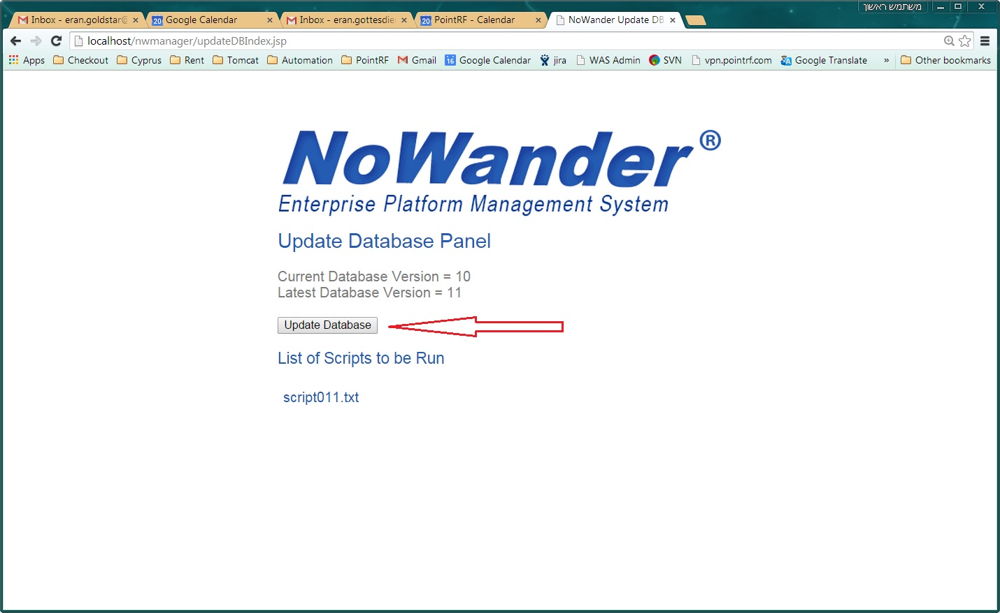 משתמש ראשון
Inbox - eran.goldstar@
Google Calendar
Inbox - eran.gottesdie
PointRF - Calendar
NoWander Update DB
localhost/nwmanager/updateDBIndex.jsp
Apps Checkout Cyprus Rent Tomcat Automation PointRF Gmail Google Calendar jira WAS Admin SVN vpn.pointrf.com Google Translate » Other bookmarks
NoWander ®
Enterprise Platform Management System
Update Database Panel
Current Database Version = 10
Latest Database Version = 11
Update Database
List of Scripts to be Run
script011.txt